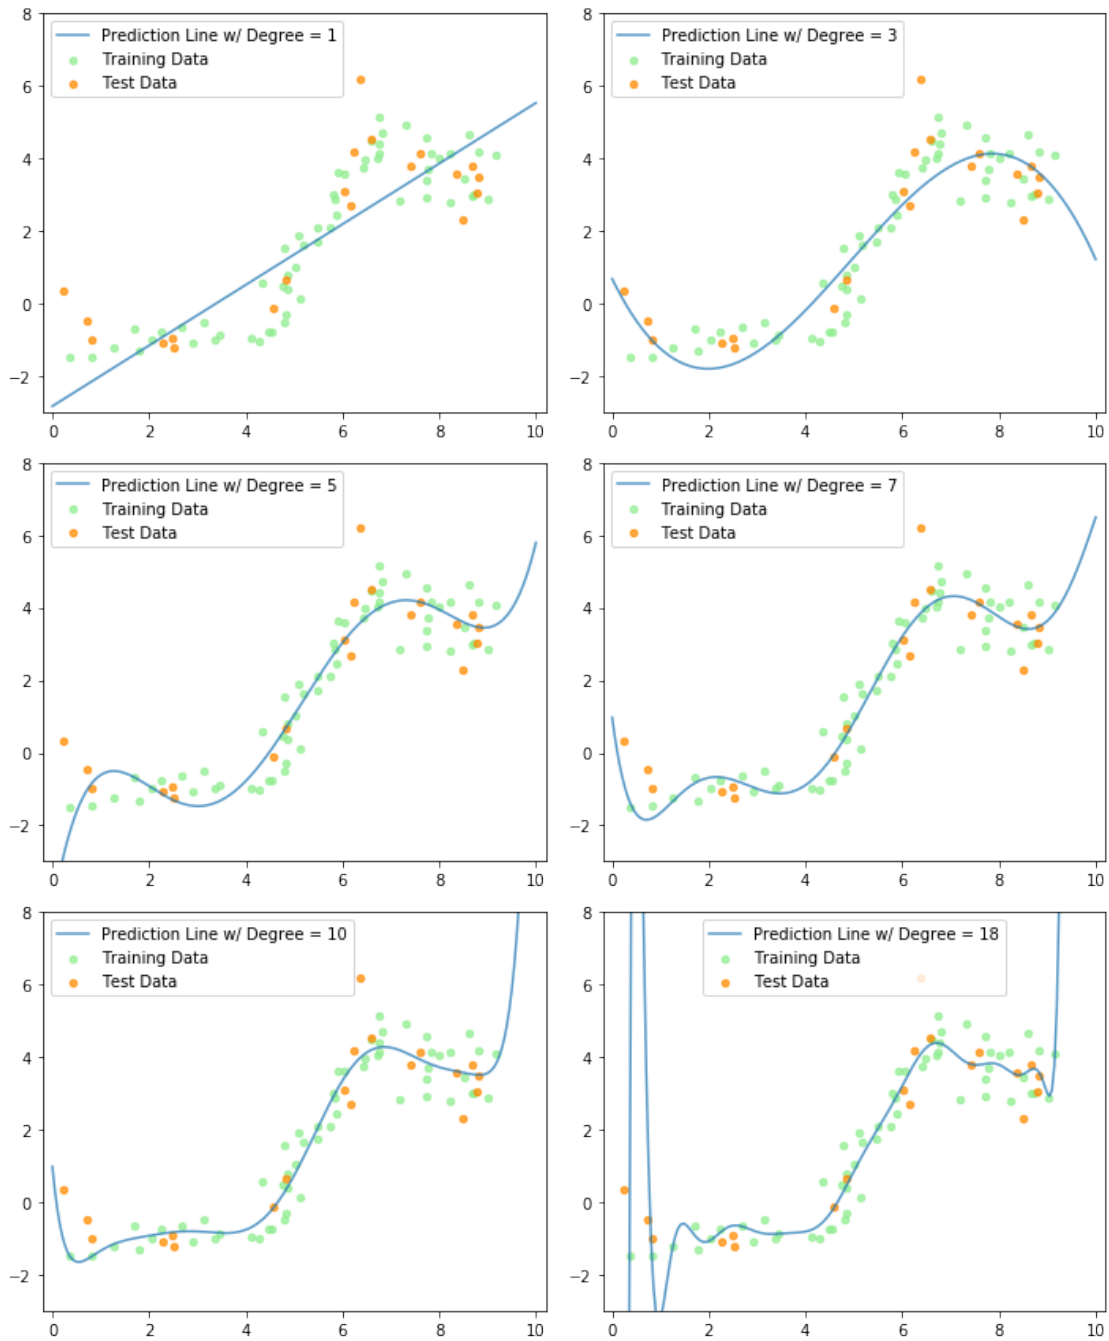 8
6
4
2
0
−2
0 2 4 6 8 10
Prediction Line w/ Degree = 1
Training Data
Test Data
8
6
4
2
0
−2
0 2 4 6 8 10
Prediction Line w/ Degree = 3
Training Data
Test Data
8
6
4
2
0
−2
0 2 4 6 8 10
Prediction Line w/ Degree = 5
Training Data
Test Data
8
6
4
2
0
−2
0 2 4 6 8 10
Prediction Line w/ Degree = 7
Training Data
Test Data
8
6
4
2
0
−2
0 2 4 6 8 10
Prediction Line w/ Degree = 10
Training Data
Test Data
8
6
4
2
0
−2
0 2 4 6 8 10
Prediction Line w/ Degree = 18
Training Data
Test Data